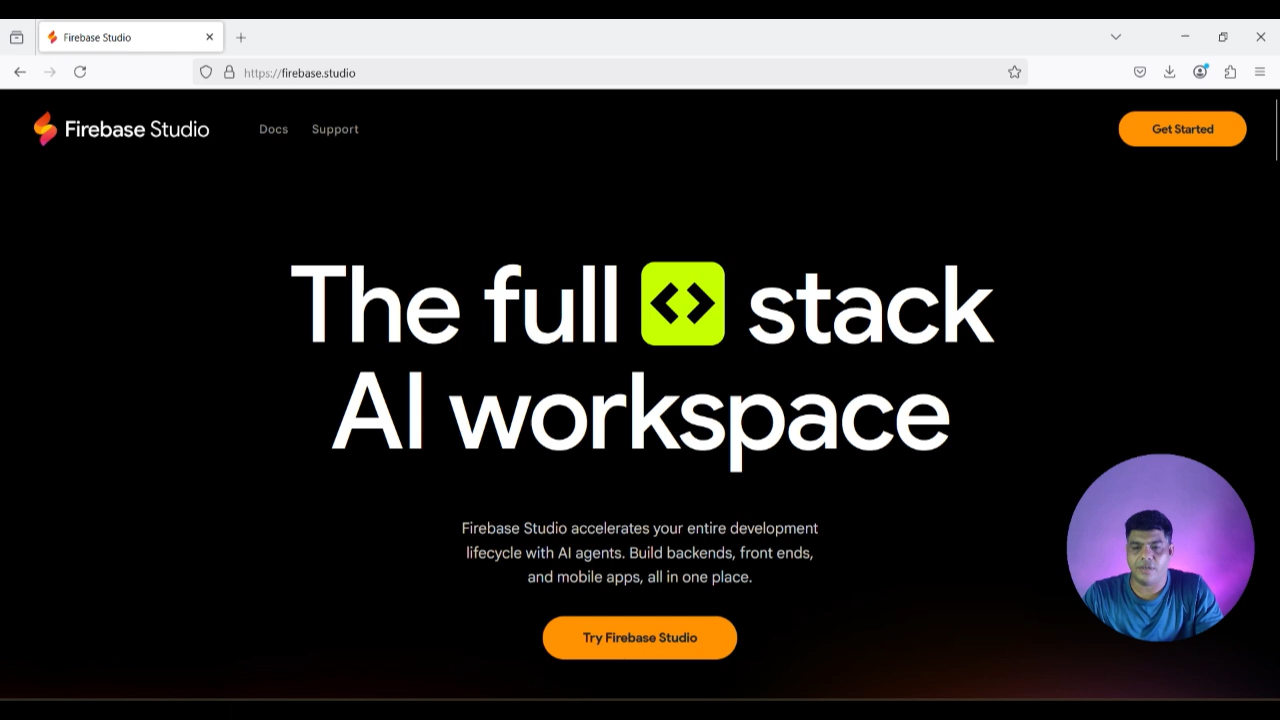 Firebase Studio
https://firebase.studio
Firebase Studio
Docs
Support
Get Started
The full <> stack
AI workspace
Firebase Studio accelerates your entire development
lifecycle with AI agents. Build backends, front ends,
and mobile apps, all in one place.
Try Firebase Studio